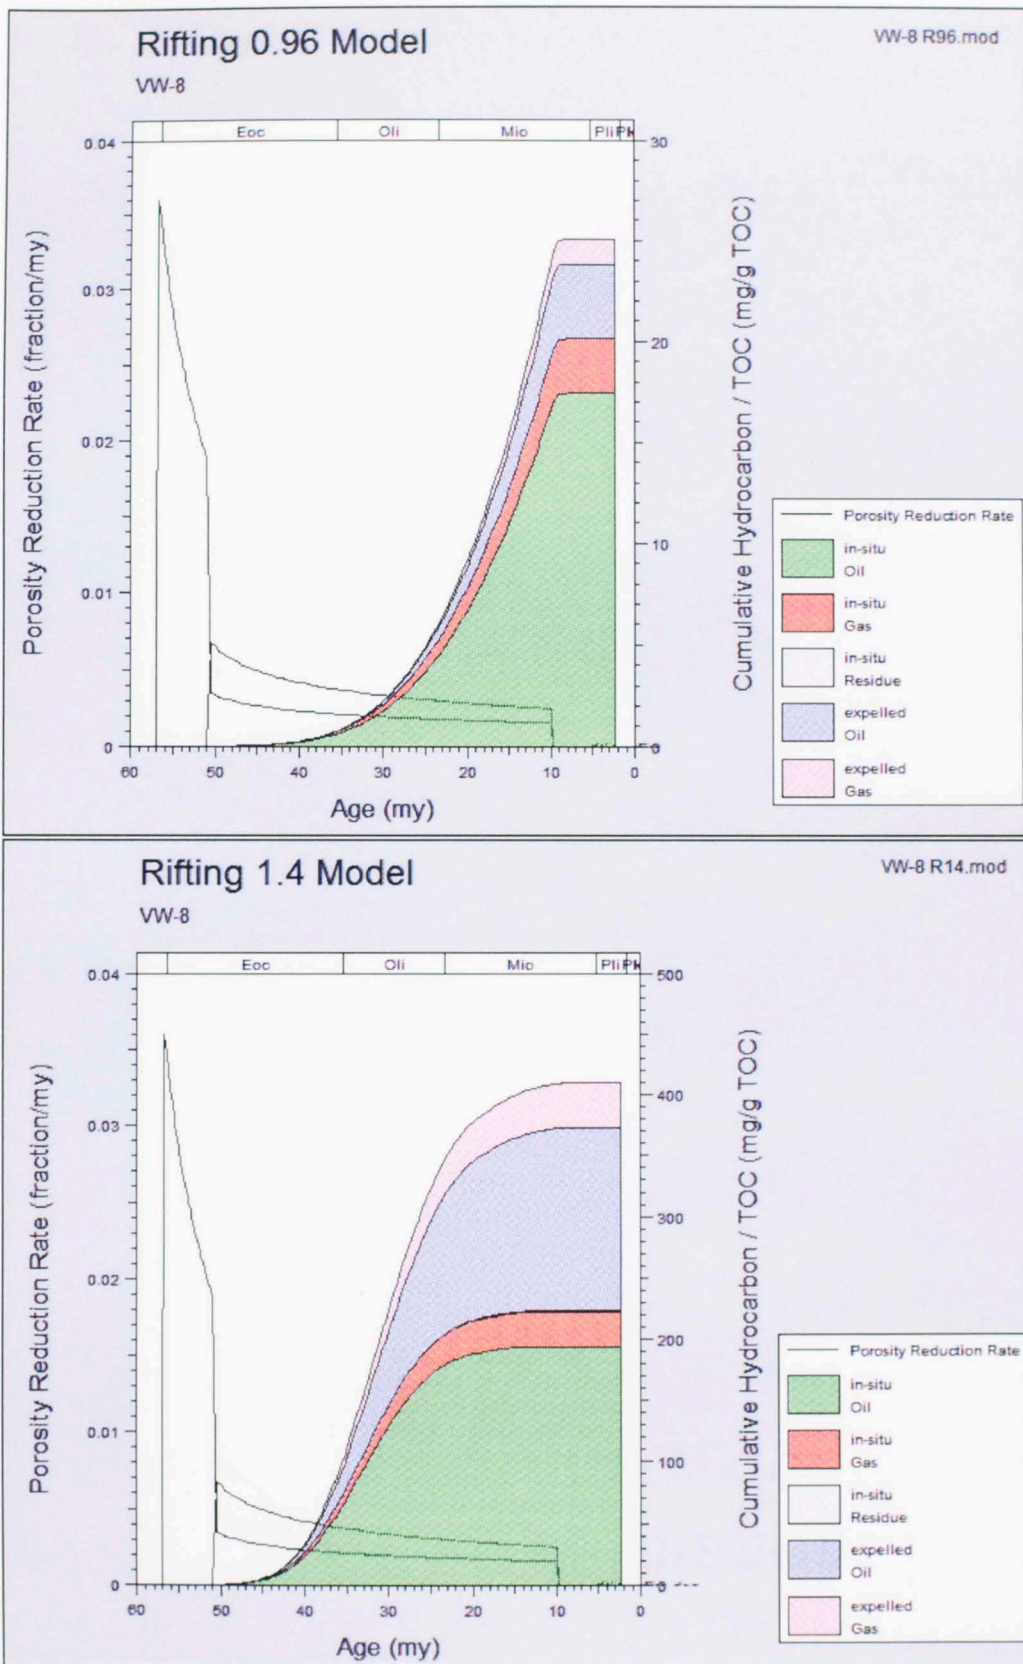 Rifting 0.96 Model
VW-8 R96.mod
VW-8
Eoc Oli Mio Pli
0.04
0.03
0.02
0.01
0
Porosity Reduction Rate (fraction/my)
30
20
10
0
Cumulative Hydrocarbon / TOC (mg/g TOC)
60 50 40 30 20 10 0
Age (my)
Porosity Reduction Rate
in-situ
Oil
in-situ
Gas
in-situ
Residue
expelled
Oil
expelled
Gas
Rifting 1.4 Model
VW-8 R14.mod
VW-8
Eoc Oli Mio Pli
0.04
0.03
0.02
0.01
0
Porosity Reduction Rate (fraction/my)
500
400
300
200
100
0
Cumulative Hydrocarbon / TOC (mg/g TOC)
60 50 40 30 20 10 0
Age (my)
Porosity Reduction Rate
in-situ
Oil
in-situ
Gas
in-situ
Residue
expelled
Oil
expelled
Gas